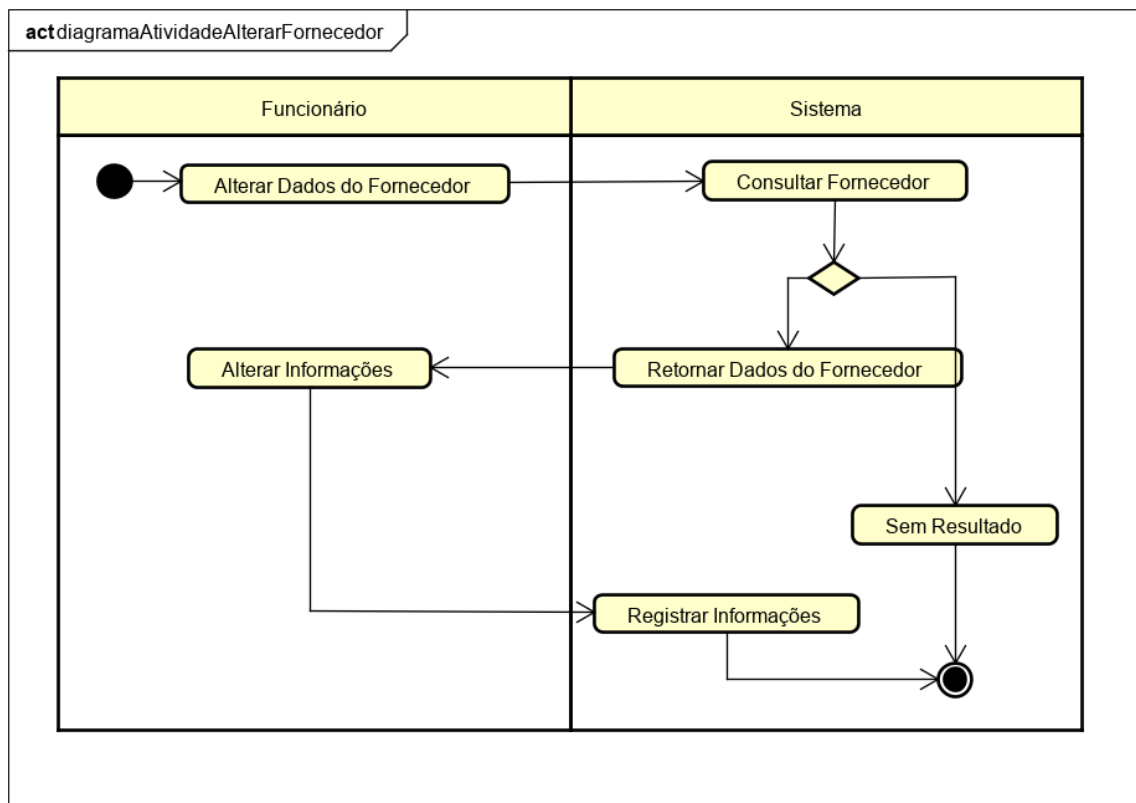 act diagramaAtividadeAlterarFornecedor
Funcionário
Sistema
Alterar Dados do Fornecedor
Consultar Fornecedor
Alterar Informações
Retornar Dados do Fornecedor
Sem Resultado
Registrar Informações